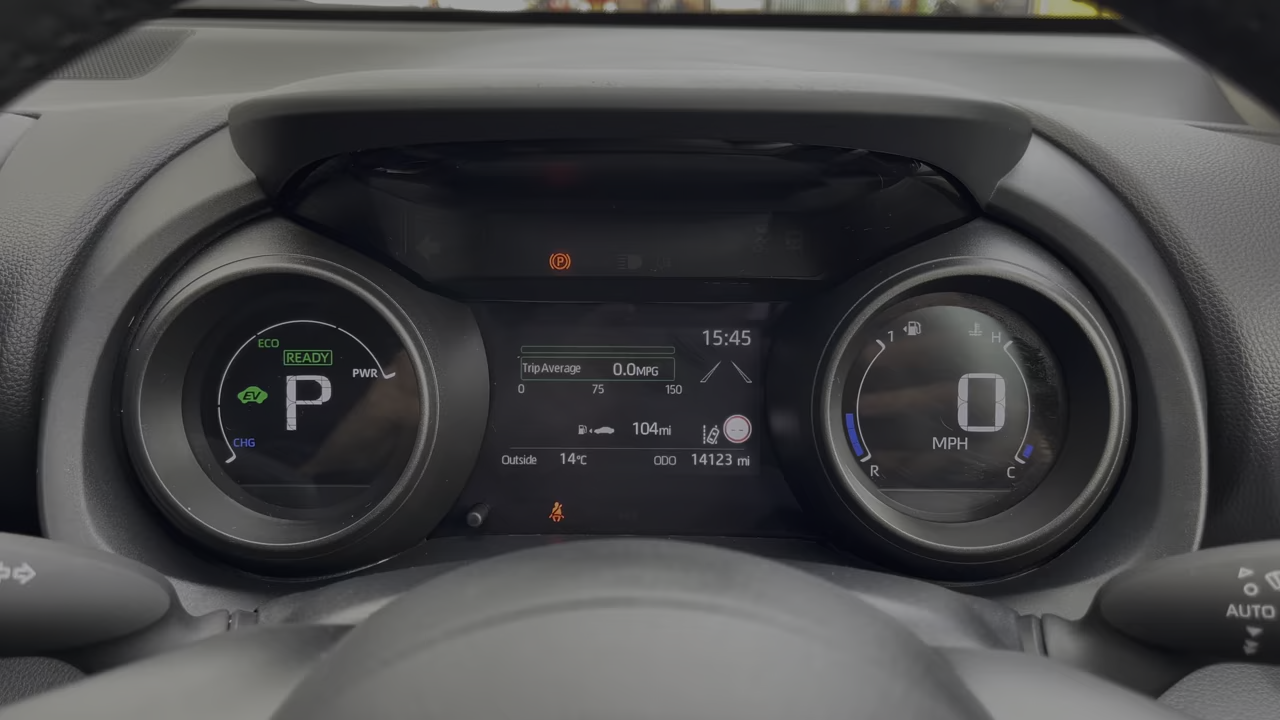 ECO
READY
PWR
P
EV
CHG
15:45
Trip Average 0.0MPG
0 75 150
104mi
Outside 14°C ODO 14123 mi
P
1 H
0
MPH
R C
AUTO